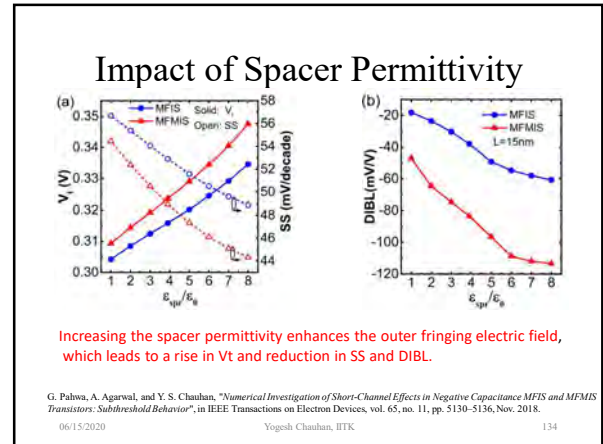 Impact of Spacer Permittivity
(a)
MFIS
MFMIS
Solid: Vt
Open: SS
0.35
0.34
0.33
0.32
0.31
0.30
Vt (V)
58
56
54
52
50
48
46
44
SS (mV/decade)
1 2 3 4 5 6 7 8
εspr/ε0
(b)
MFIS
MFMIS
L=15nm
-20
-40
-60
-80
-100
-120
DIBL(mV/V)
1 2 3 4 5 6 7 8
εspr/ε0
Increasing the spacer permittivity enhances the outer fringing electric field,
which leads to a rise in Vt and reduction in SS and DIBL.
G. Pahwa, A. Agarwal, and Y. S. Chauhan, "Numerical Investigation of Short-Channel Effects in Negative Capacitance MFIS and MFMIS
Transistors: Subthreshold Behavior", in IEEE Transactions on Electron Devices, vol. 65, no. 11, pp. 5130–5136, Nov. 2018.
06/15/2020 Yogesh Chauhan, IITK 134